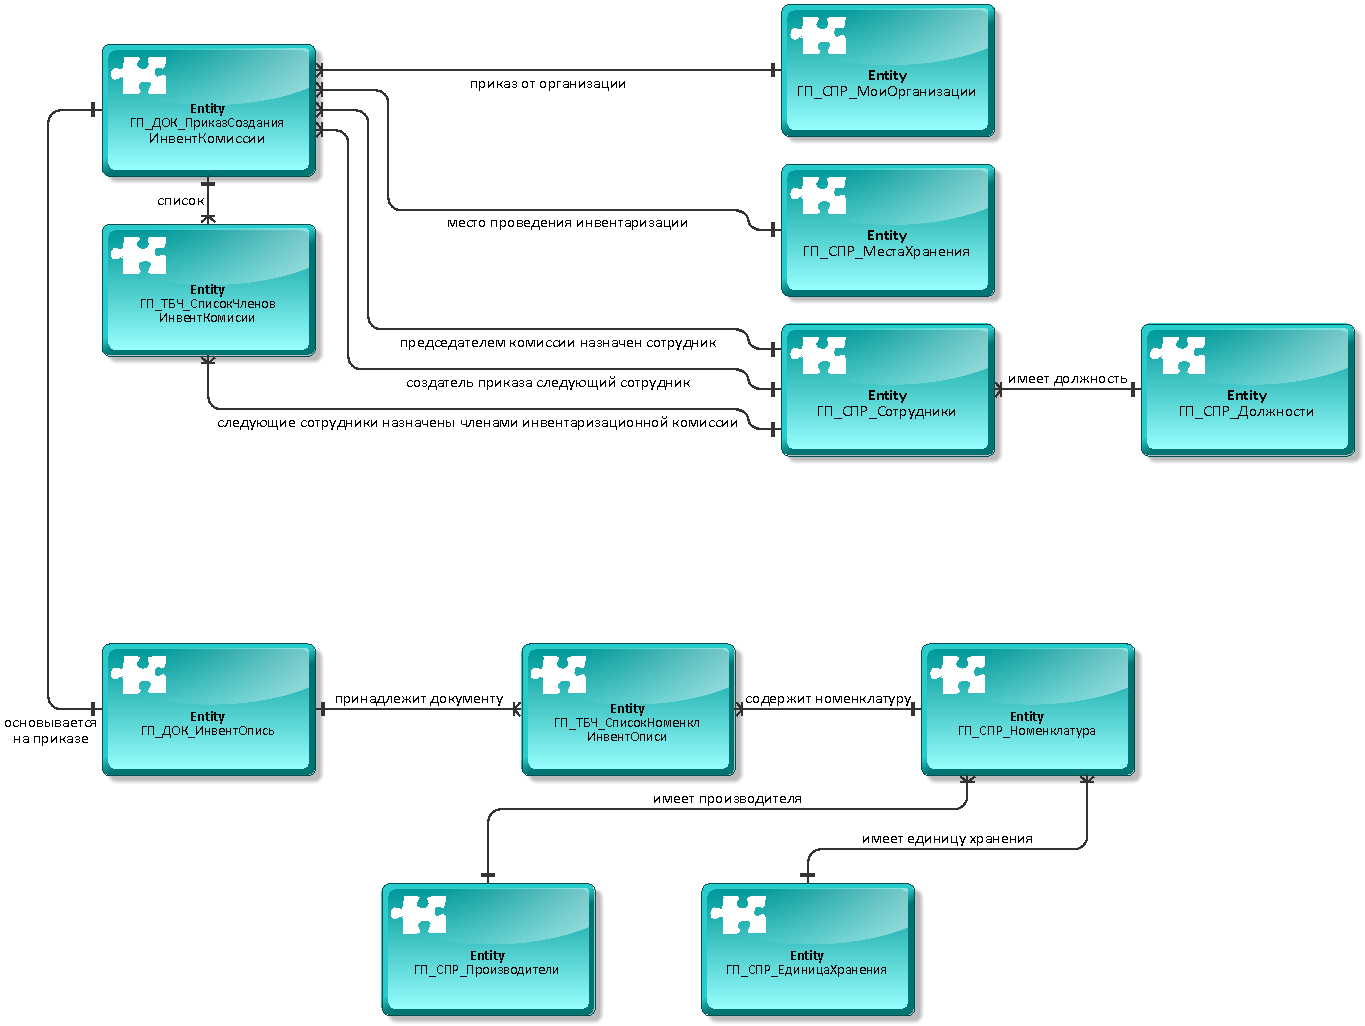 Entity
ГП_СПР_МоиОрганизации
Entity
ГП_ДОК_ПриказСоздания
ИнвентКомиссии
приказ от организации
список
место проведения инвентаризации
Entity
ГП_СПР_МестаХранения
Entity
ГП_ТБЧ_СписокЧленов
ИнвентКомисии
председателем комиссии назначен сотрудник
создатель приказа следующий сотрудник
следующие сотрудники назначены членами инвентаризационной комиссии
Entity
ГП_СПР_Сотрудники
имеет должность
Entity
ГП_СПР_Должности
основывается
на приказе
Entity
ГП_ДОК_ИнвентОпись
принадлежит документу
Entity
ГП_ТБЧ_СписокНоменкл
ИнвентОписи
содержит номенклатуру
Entity
ГП_СПР_Номенклатура
имеет производителя
имеет единицу хранения
Entity
ГП_СПР_Производители
Entity
ГП_СПР_ЕдиницаХранения